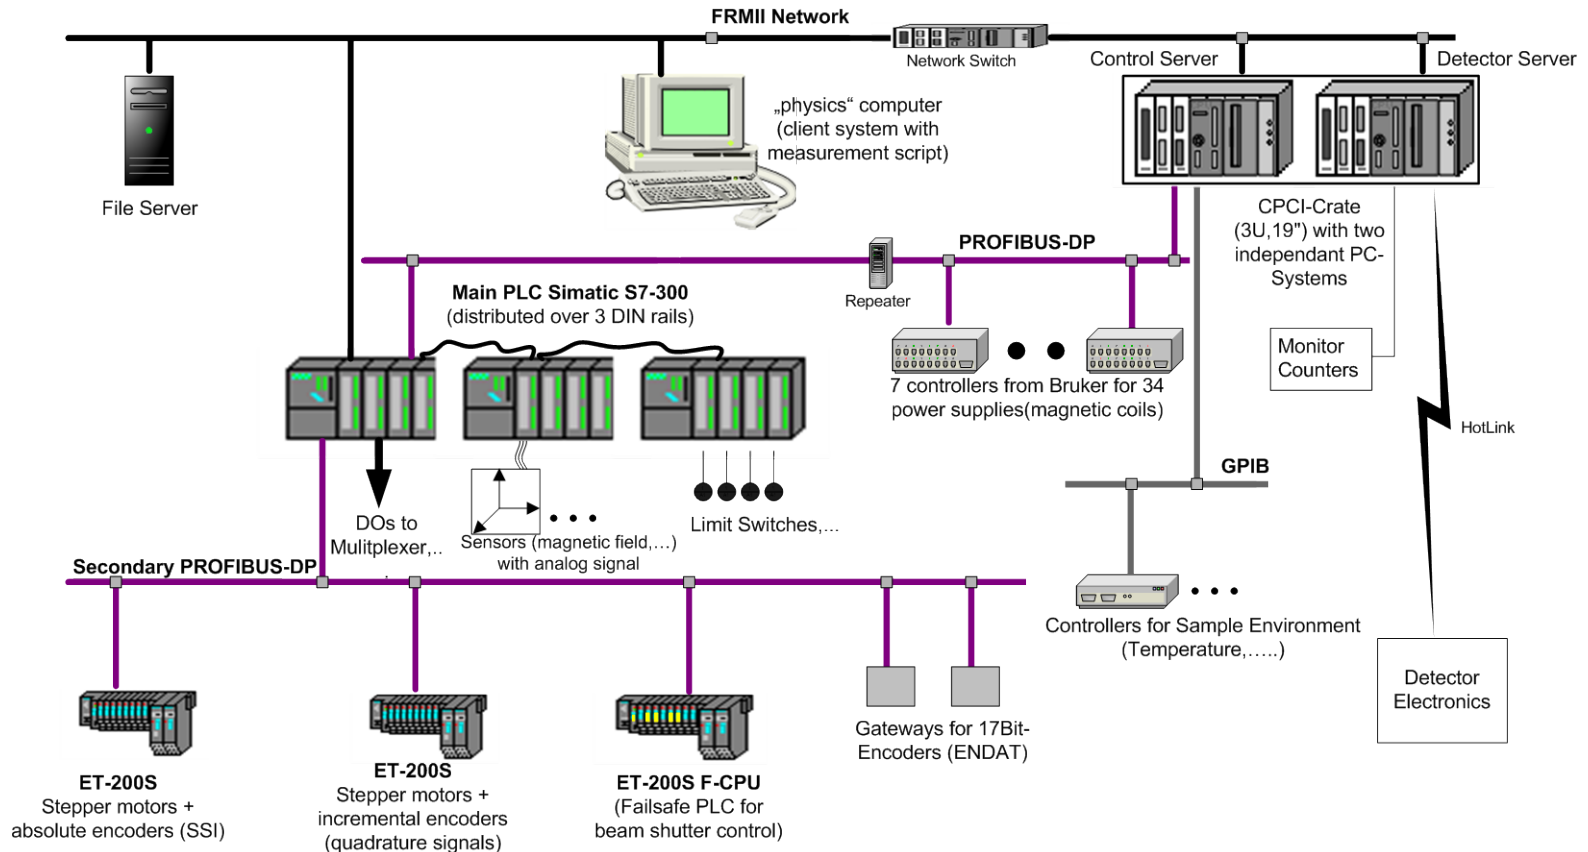 FRMII Network
Network Switch
Control Server
Detector Server
„physics“ computer
(client system with
measurement script)
File Server
CPCI-Crate
(3U,19") with two
independant PC-
Systems
PROFIBUS-DP
Repeater
Main PLC Simatic S7-300
(distributed over 3 DIN rails)
Monitor
Counters
7 controllers from Bruker for 34
power supplies(magnetic coils)
HotLink
GPIB
DOs to
Mulitplexer,..
Sensors (magnetic field,...)
with analog signal
Limit Switches,...
Secondary PROFIBUS-DP
Controllers for Sample Environment
(Temperature,.....)
Detector
Electronics
Gateways for 17Bit-
Encoders (ENDAT)
ET-200S
Stepper motors +
absolute encoders (SSI)
ET-200S
Stepper motors +
incremental encoders
(quadrature signals)
ET-200S F-CPU
(Failsafe PLC for
beam shutter control)